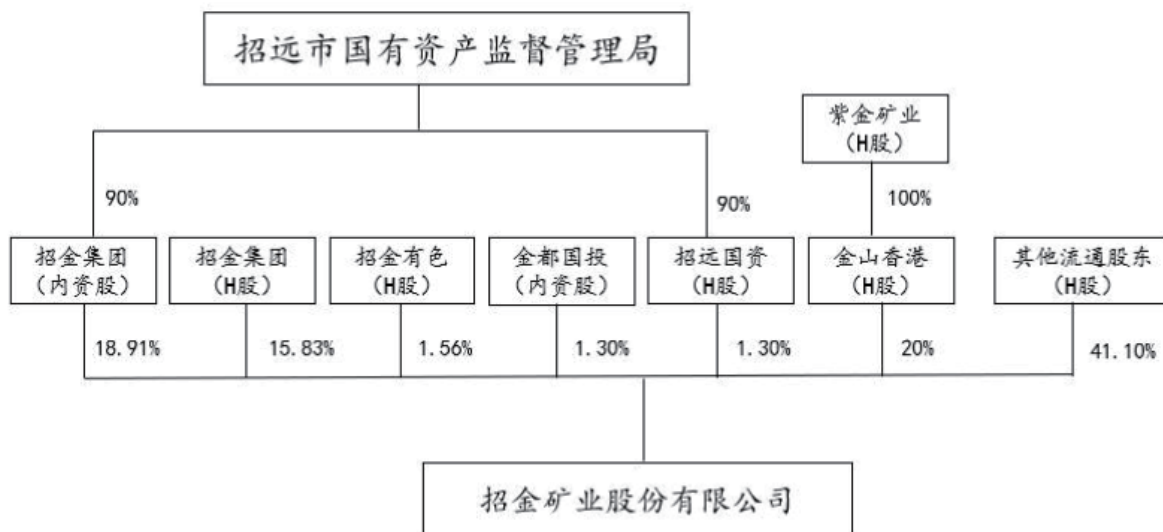 招远市国有资产监督管理局
紫金矿业
（H股）
90%
90%
100%
招金集团
（内资股）
招金集团
（H股）
招金有色
（H股）
金都国投
（内资股）
招远国资
（H股）
金山香港
（H股）
其他流通股东
（H股）
18.91%
15.83%
1.56%
1.30%
1.30%
20%
41.10%
招金矿业股份有限公司